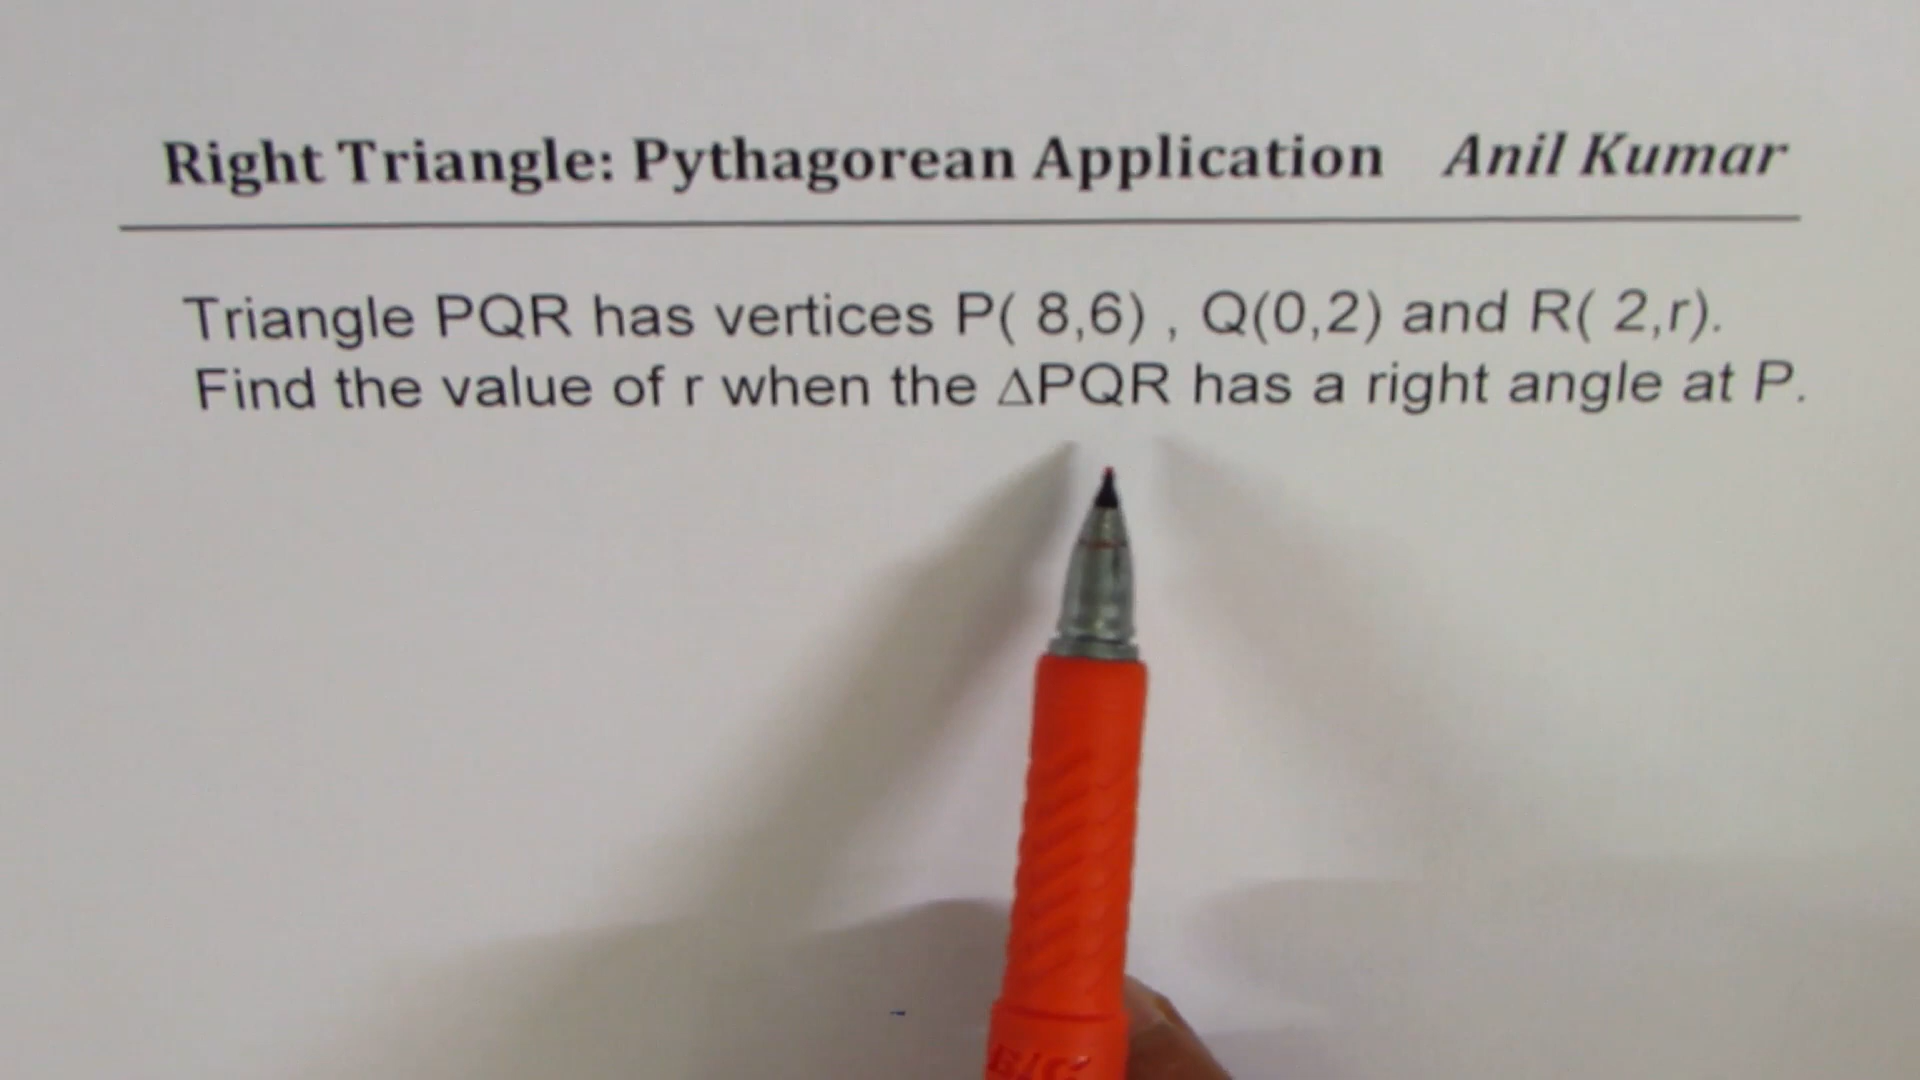 Right Triangle: Pythagorean Application Anil Kumar
Triangle PQR has vertices P( 8,6) , Q(0,2) and R( 2,r).
Find the value of r when the ΔPQR has a right angle at P.